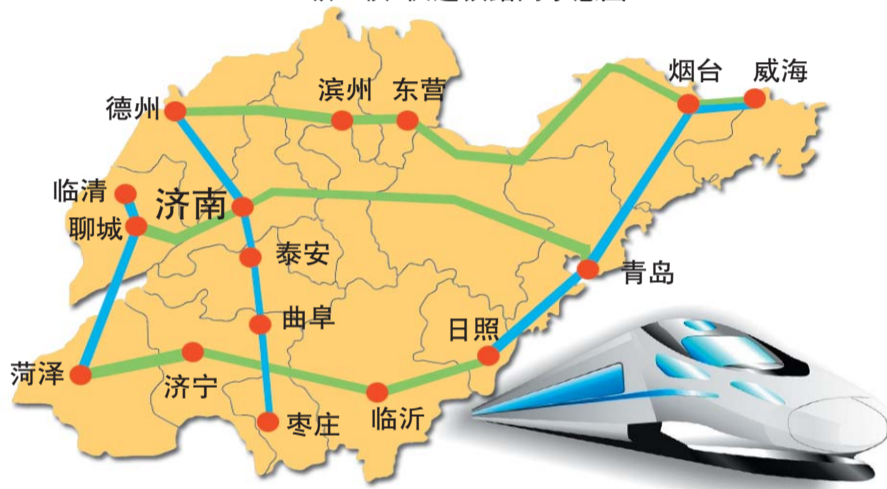 烟台
威海
滨州
东营
德州
临清
济南
聊城
泰安
青岛
曲阜
日照
菏泽
济宁
临沂
枣庄